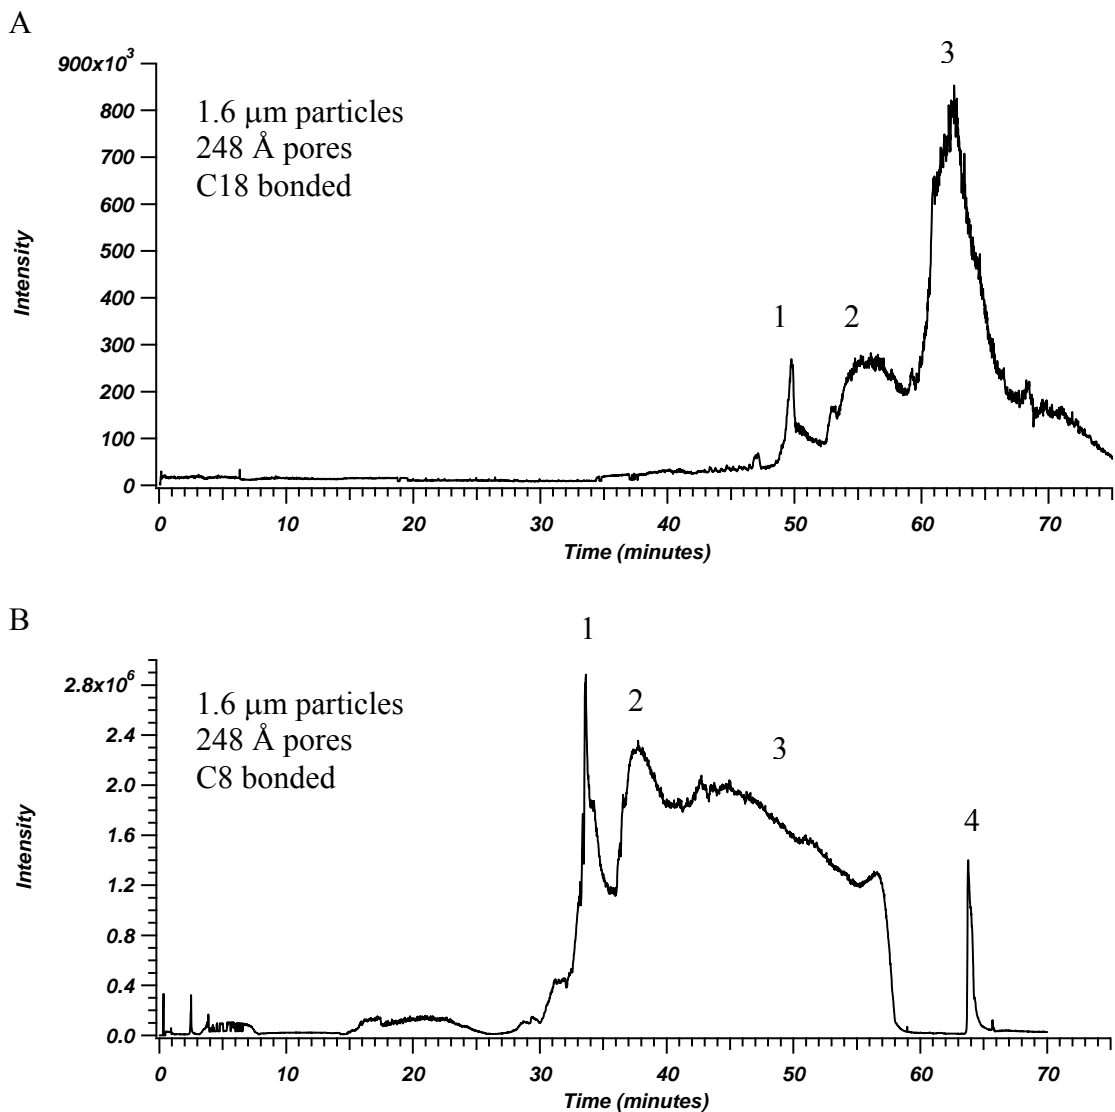 A
900x10³
800
700
600
500
400
300
200
100
0
Intensity
1.6 μm particles
248 Å pores
C18 bonded
1
2
3
0 10 20 30 40 50 60 70
Time (minutes)
B
2.8x10⁶
2.4
2.0
1.6
1.2
0.8
0.4
0.0
Intensity
1.6 μm particles
248 Å pores
C8 bonded
1
2
3
4
0 10 20 30 40 50 60 70
Time (minutes)